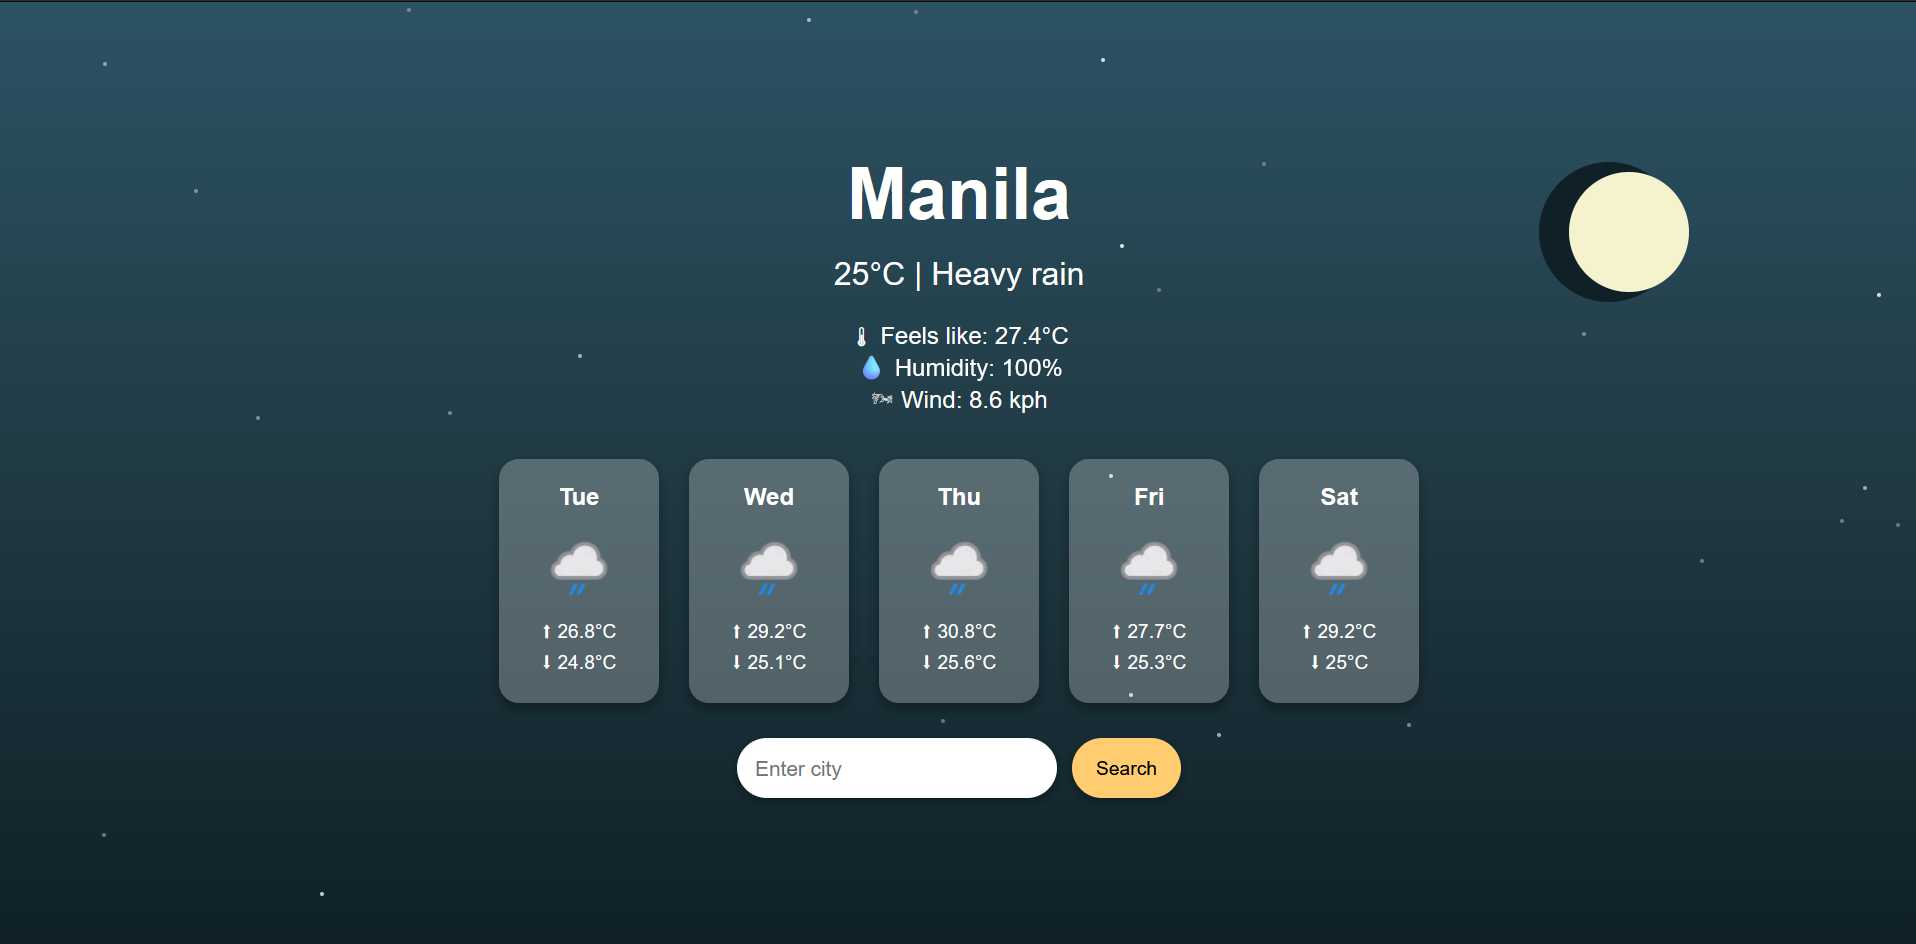 Manila
25°C | Heavy rain
🌡 Feels like: 27.4°C
💧 Humidity: 100%
🌬 Wind: 8.6 kph
Tue
Wed
Thu
Fri
Sat
⬆ 26.8°C
⬆ 29.2°C
⬆ 30.8°C
⬆ 27.7°C
⬆ 29.2°C
⬇ 24.8°C
⬇ 25.1°C
⬇ 25.6°C
⬇ 25.3°C
⬇ 25°C
Enter city
Search